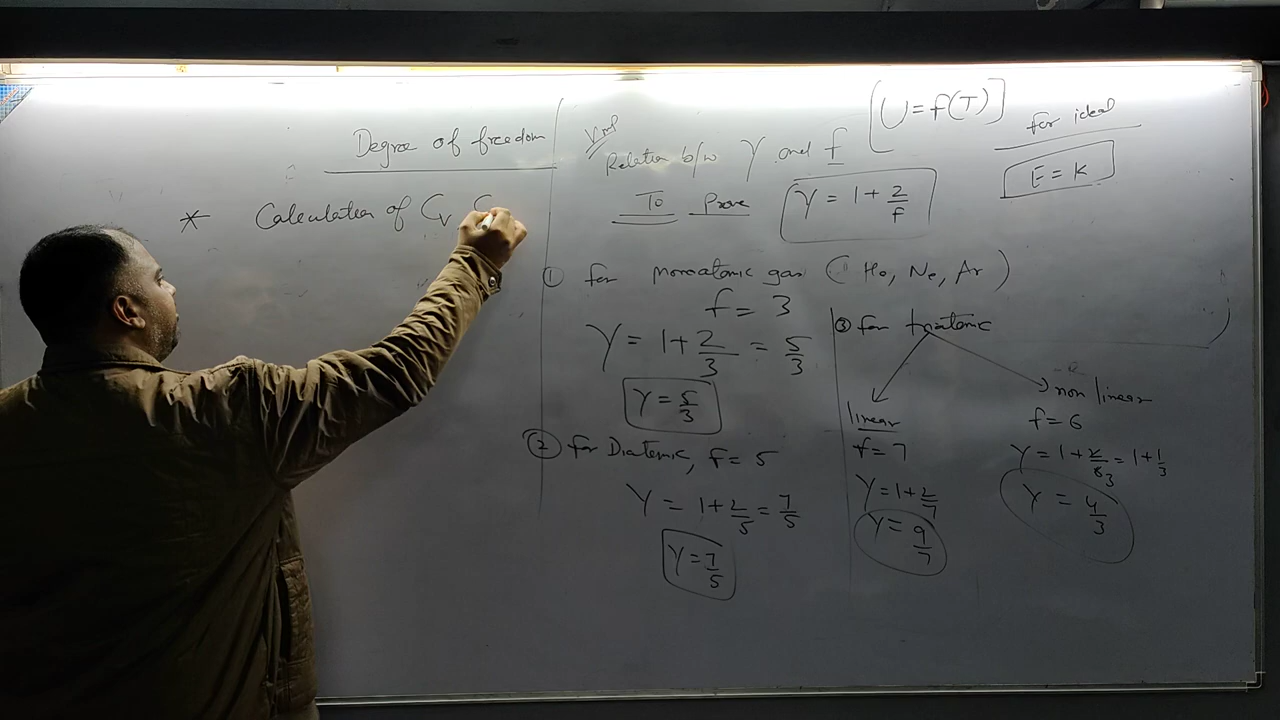 Degree of freedom
* Calculation of Cv C
Vmp
Relation b/w γ and f
[U = f(T)]
for ideal
E = K
To Prove γ = 1 + 2/f
① for monoatomic gas (He, Ne, Ar)
f = 3
γ = 1 + 2/3 = 5/3
γ = 5/3
② for Diatomic, f = 5
γ = 1 + 2/5 = 7/5
γ = 7/5
③ for triatomic
linear
f = 7
γ = 1 + 2/7
γ = 9/7
non linear
f = 6
γ = 1 + 2/6 3 = 1 + 1/3
γ = 4/3